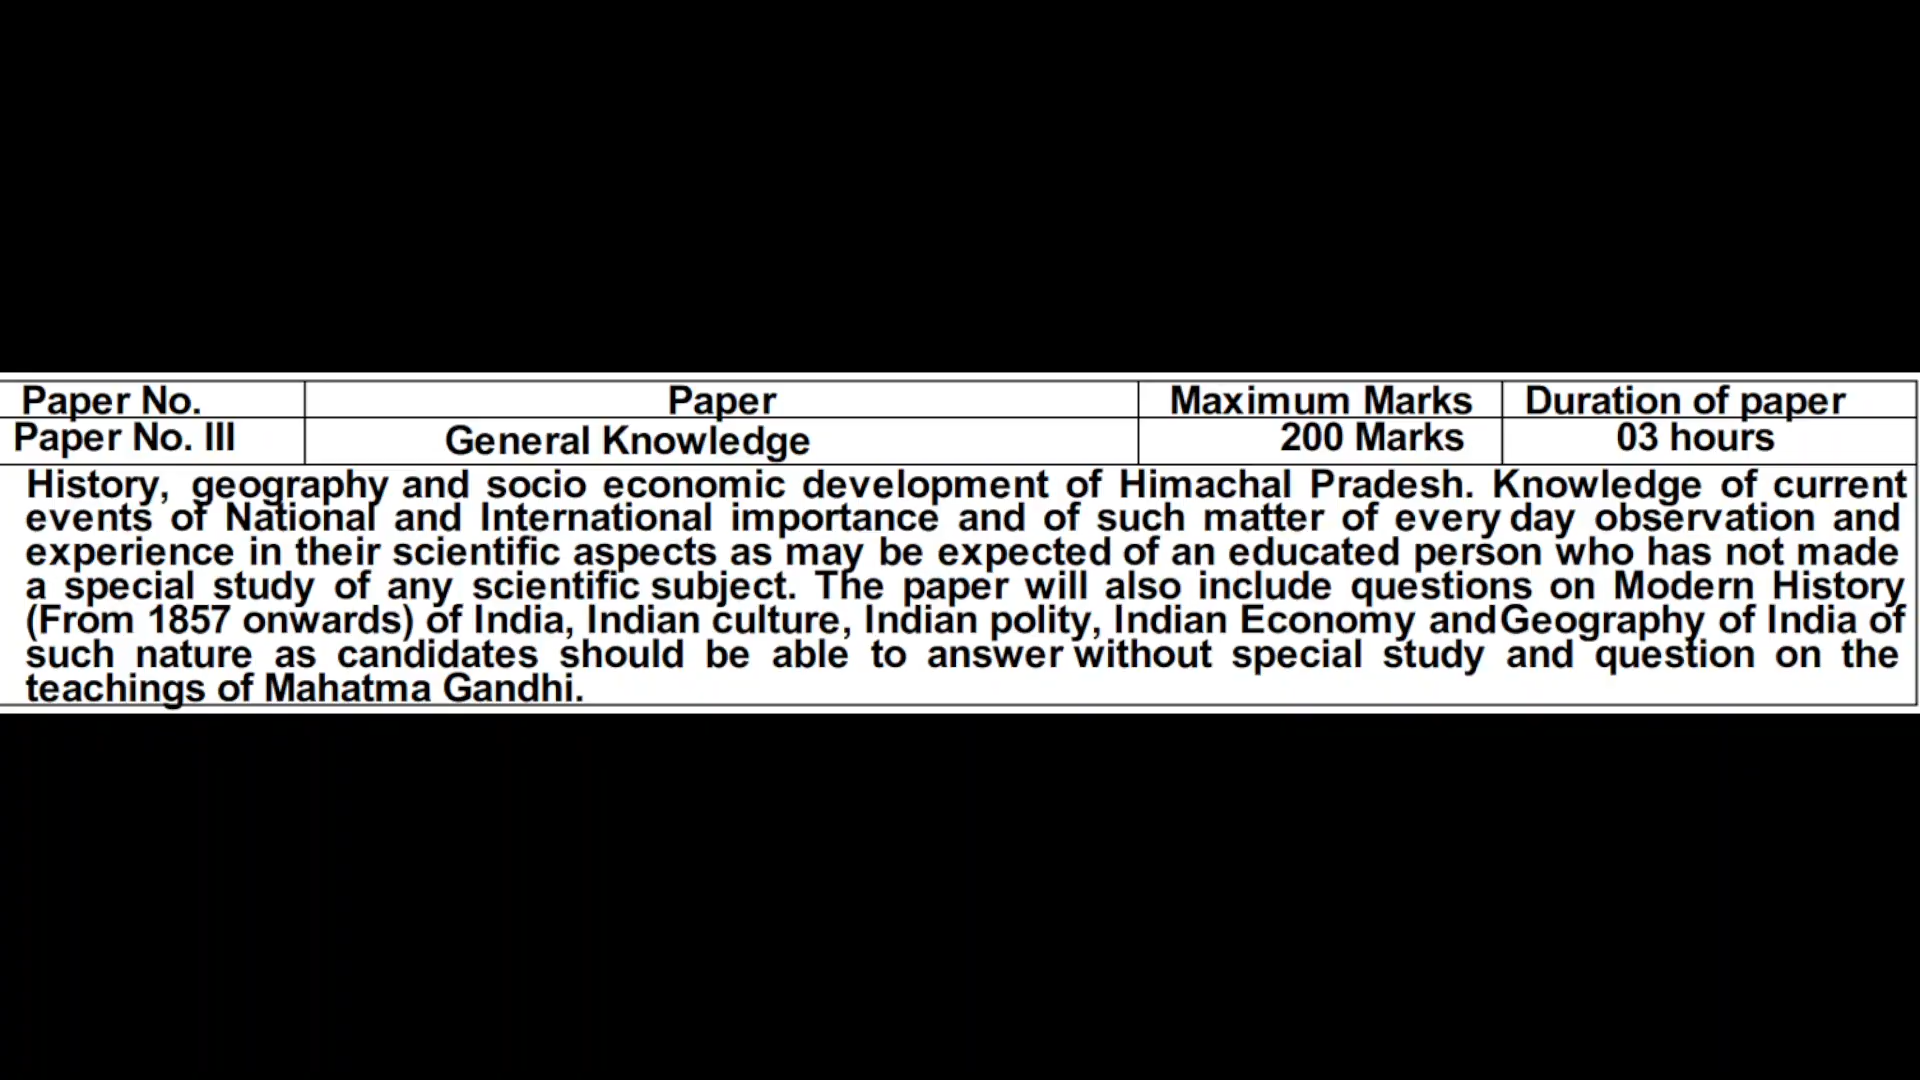 Paper No. Paper Maximum Marks Duration of paper
Paper No. III General Knowledge 200 Marks 03 hours
History, geography and socio economic development of Himachal Pradesh. Knowledge of current
events of National and International importance and of such matter of every day observation and
experience in their scientific aspects as may be expected of an educated person who has not made
a special study of any scientific subject. The paper will also include questions on Modern History
(From 1857 onwards) of India, Indian culture, Indian polity, Indian Economy andGeography of India of
such nature as candidates should be able to answer without special study and question on the
teachings of Mahatma Gandhi.